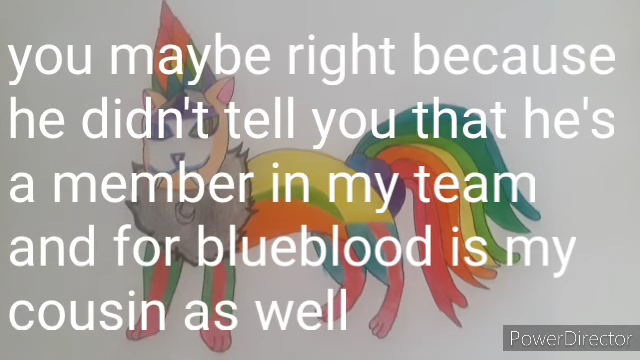 you maybe right because
he didn't tell you that he's
a member in my team
and for blueblood is my
cousin as well
PowerDirector